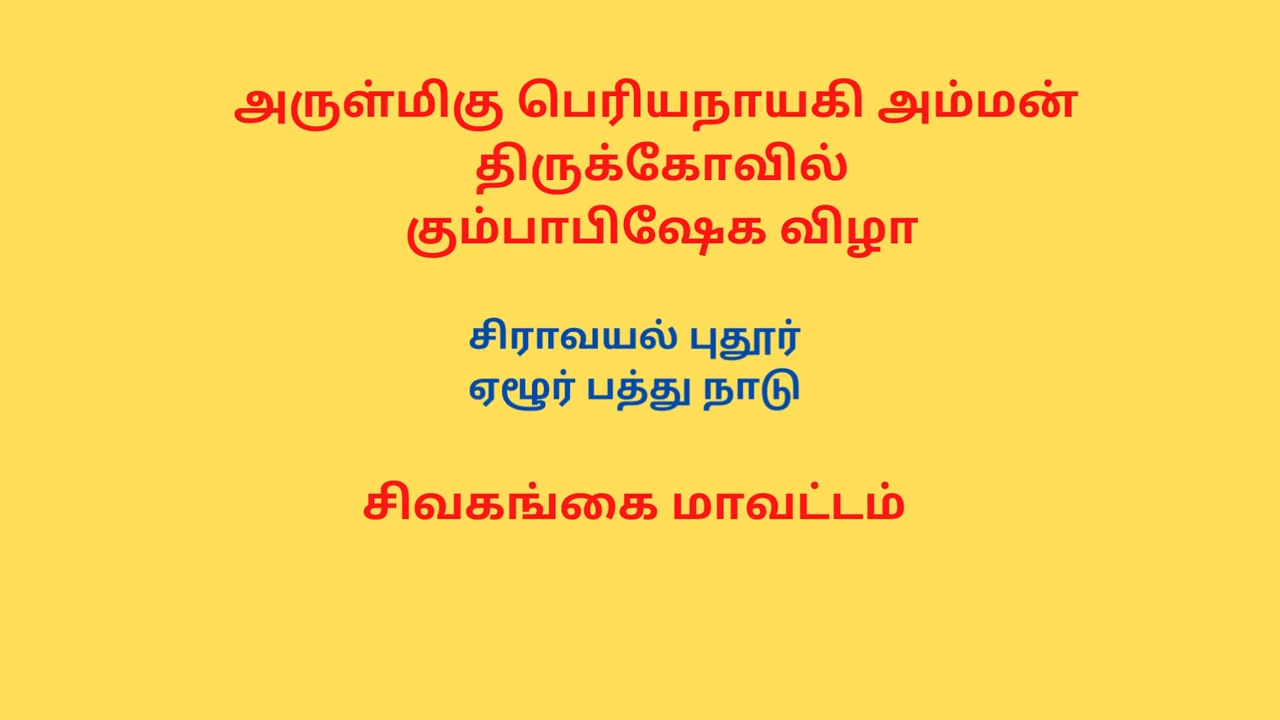 அருள்மிகு பெரியநாயகி அம்மன்
திருக்கோவில்
கும்பாபிஷேக விழா
சிராவயல் புதூர்
ஏழூர் பத்து நாடு
சிவகங்கை மாவட்டம்